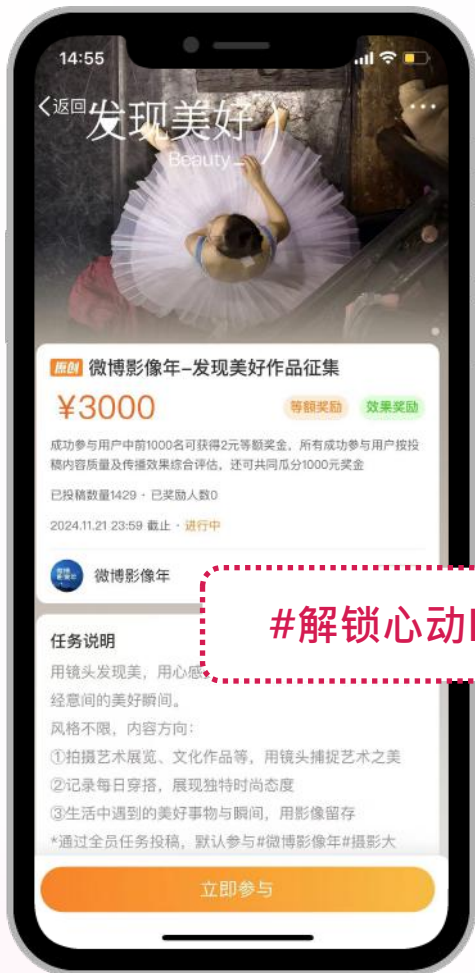 14:55
返回
发现美好
Beauty
原创 微博影像年-发现美好作品征集
¥3000
等额奖励 效果奖励
成功参与用户中前1000名可获得2元等额奖金，所有成功参与用户按投
稿内容质量及传播效果综合评估，还可共同瓜分1000元奖金
已投稿数量1429 · 已奖励人数0
2024.11.21 23:59 截止 · 进行中
微博影像年
#解锁心动
任务说明
用镜头发现美，用心感
经意间的美好瞬间。
风格不限，内容方向：
①拍摄艺术展览、文化作品等，用镜头捕捉艺术之美
②记录每日穿搭，展现独特时尚态度
③生活中遇到的美好事物与瞬间，用影像留存
*通过全员任务投稿，默认参与#微博影像年#摄影大
立即参与